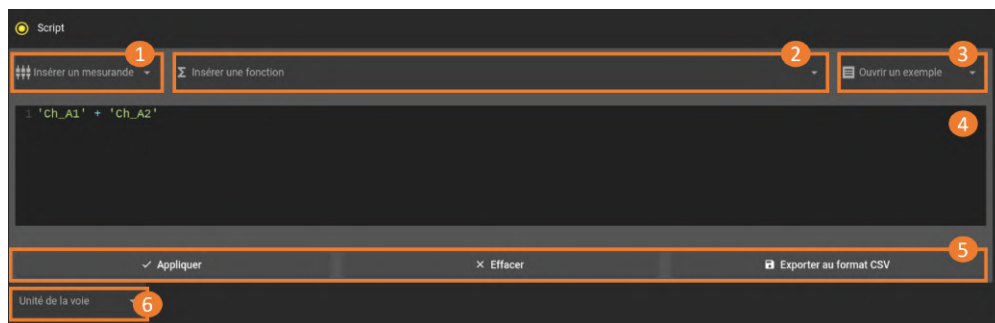 Script
1
2
3
Insérer un mesurande
Insérer une fonction
Ouvrir un exemple
1 'Ch_A1' + 'Ch_A2'
4
5
Appliquer
Effacer
Exporter au format CSV
Unité de la voie
6